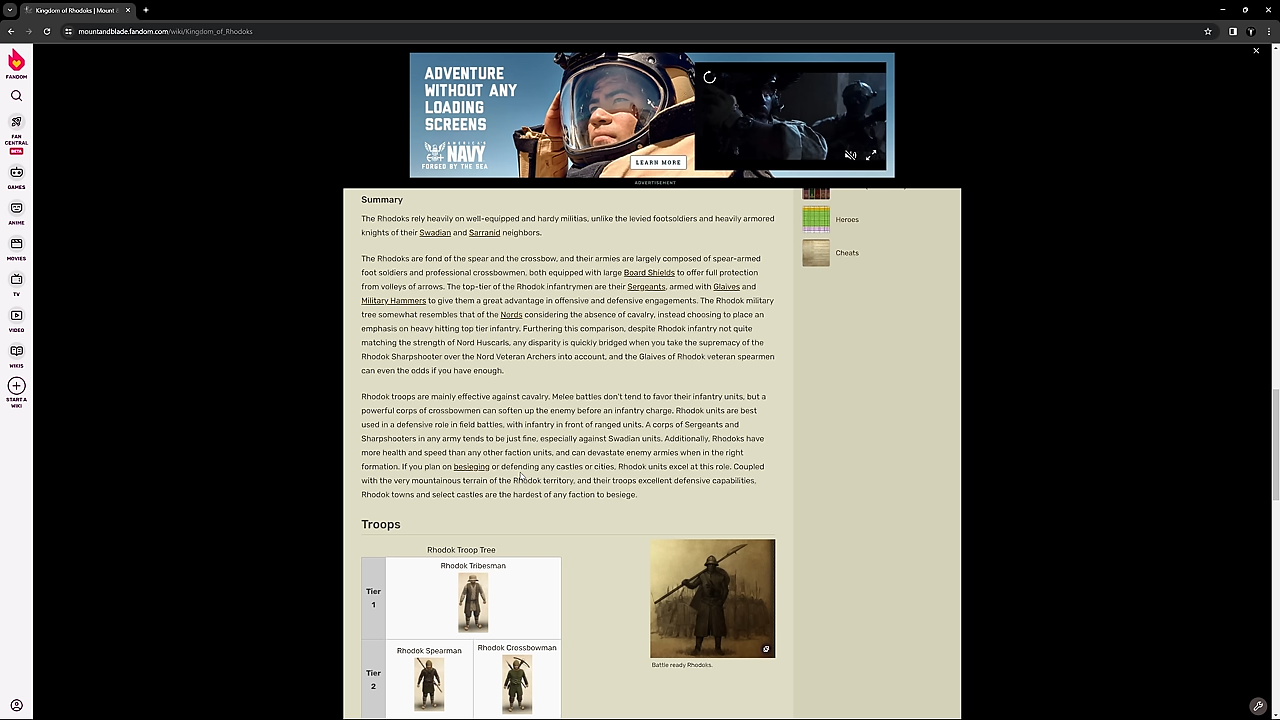 Kingdom of Rhodoks | Mount &
mountandblade.fandom.com/wiki/Kingdom_of_Rhodoks
FANDOM
FAN
CENTRAL
BETA
GAMES
ANIME
MOVIES
TV
VIDEO
WIKIS
START A
WIKI
ADVENTURE
WITHOUT ANY
LOADING
SCREENS
AMERICA'S
NAVY
FORGED BY THE SEA
LEARN MORE
ADVERTISEMENT
Summary
The Rhodoks rely heavily on well-equipped and hardy militias, unlike the levied footsoldiers and heavily armored
knights of their Swadian and Sarranid neighbors.
The Rhodoks are fond of the spear and the crossbow, and their armies are largely composed of spear-armed
foot soldiers and professional crossbowmen, both equipped with large Board Shields to offer full protection
from volleys of arrows. The top-tier of the Rhodok infantrymen are their Sergeants, armed with Glaives and
Military Hammers to give them a great advantage in offensive and defensive engagements. The Rhodok military
tree somewhat resembles that of the Nords considering the absence of cavalry, instead choosing to place an
emphasis on heavy hitting top tier infantry. Furthering this comparison, despite Rhodok infantry not quite
matching the strength of Nord Huscarls, any disparity is quickly bridged when you take the supremacy of the
Rhodok Sharpshooter over the Nord Veteran Archers into account, and the Glaives of Rhodok veteran spearmen
can even the odds if you have enough.
Rhodok troops are mainly effective against cavalry. Melee battles don't tend to favor their infantry units, but a
powerful corps of crossbowmen can soften up the enemy before an infantry charge. Rhodok units are best
used in a defensive role in field battles, with infantry in front of ranged units. A corps of Sergeants and
Sharpshooters in any army tends to be just fine, especially against Swadian units. Additionally, Rhodoks have
more health and speed than any other faction units, and can devastate enemy armies when in the right
formation. If you plan on besieging or defending any castles or cities, Rhodok units excel at this role. Coupled
with the very mountainous terrain of the Rhodok territory, and their troops excellent defensive capabilities,
Rhodok towns and select castles are the hardest of any faction to besiege.
Troops
Rhodok Troop Tree
Tier
1
Rhodok Tribesman
Tier
2
Rhodok Spearman
Rhodok Crossbowman
Battle ready Rhodoks.
Heroes
Cheats